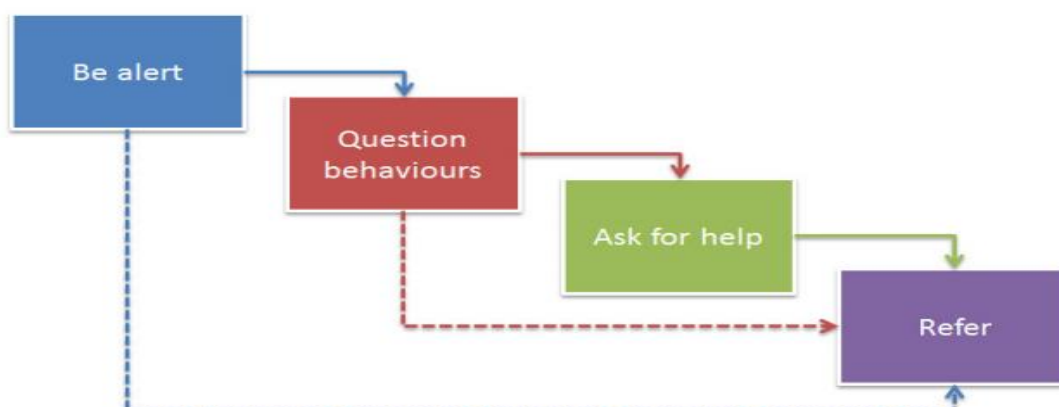 Be alert
Question
behaviours
Ask for help
Refer